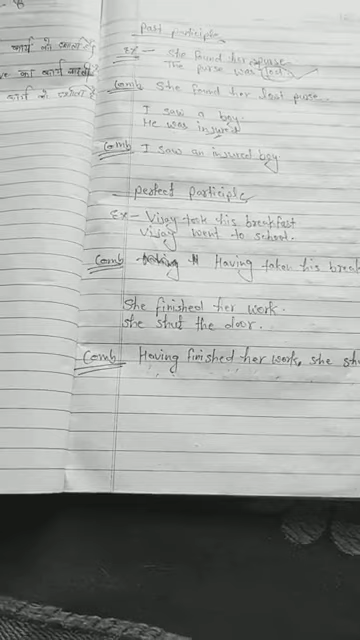 कार्य की
का कार्य
कार्य
Past participle
Ex - She found her purse.
The purse was lost.
Comb She found her lost purse.
I saw a boy.
He was injured
Comb I saw an injured boy
Perfect participle
Ex - Vijay took his breakfast
Vijay went to school.
Comb Having taken his break
She finished her work.
She shut the door.
Comb Having finished her work, she sh